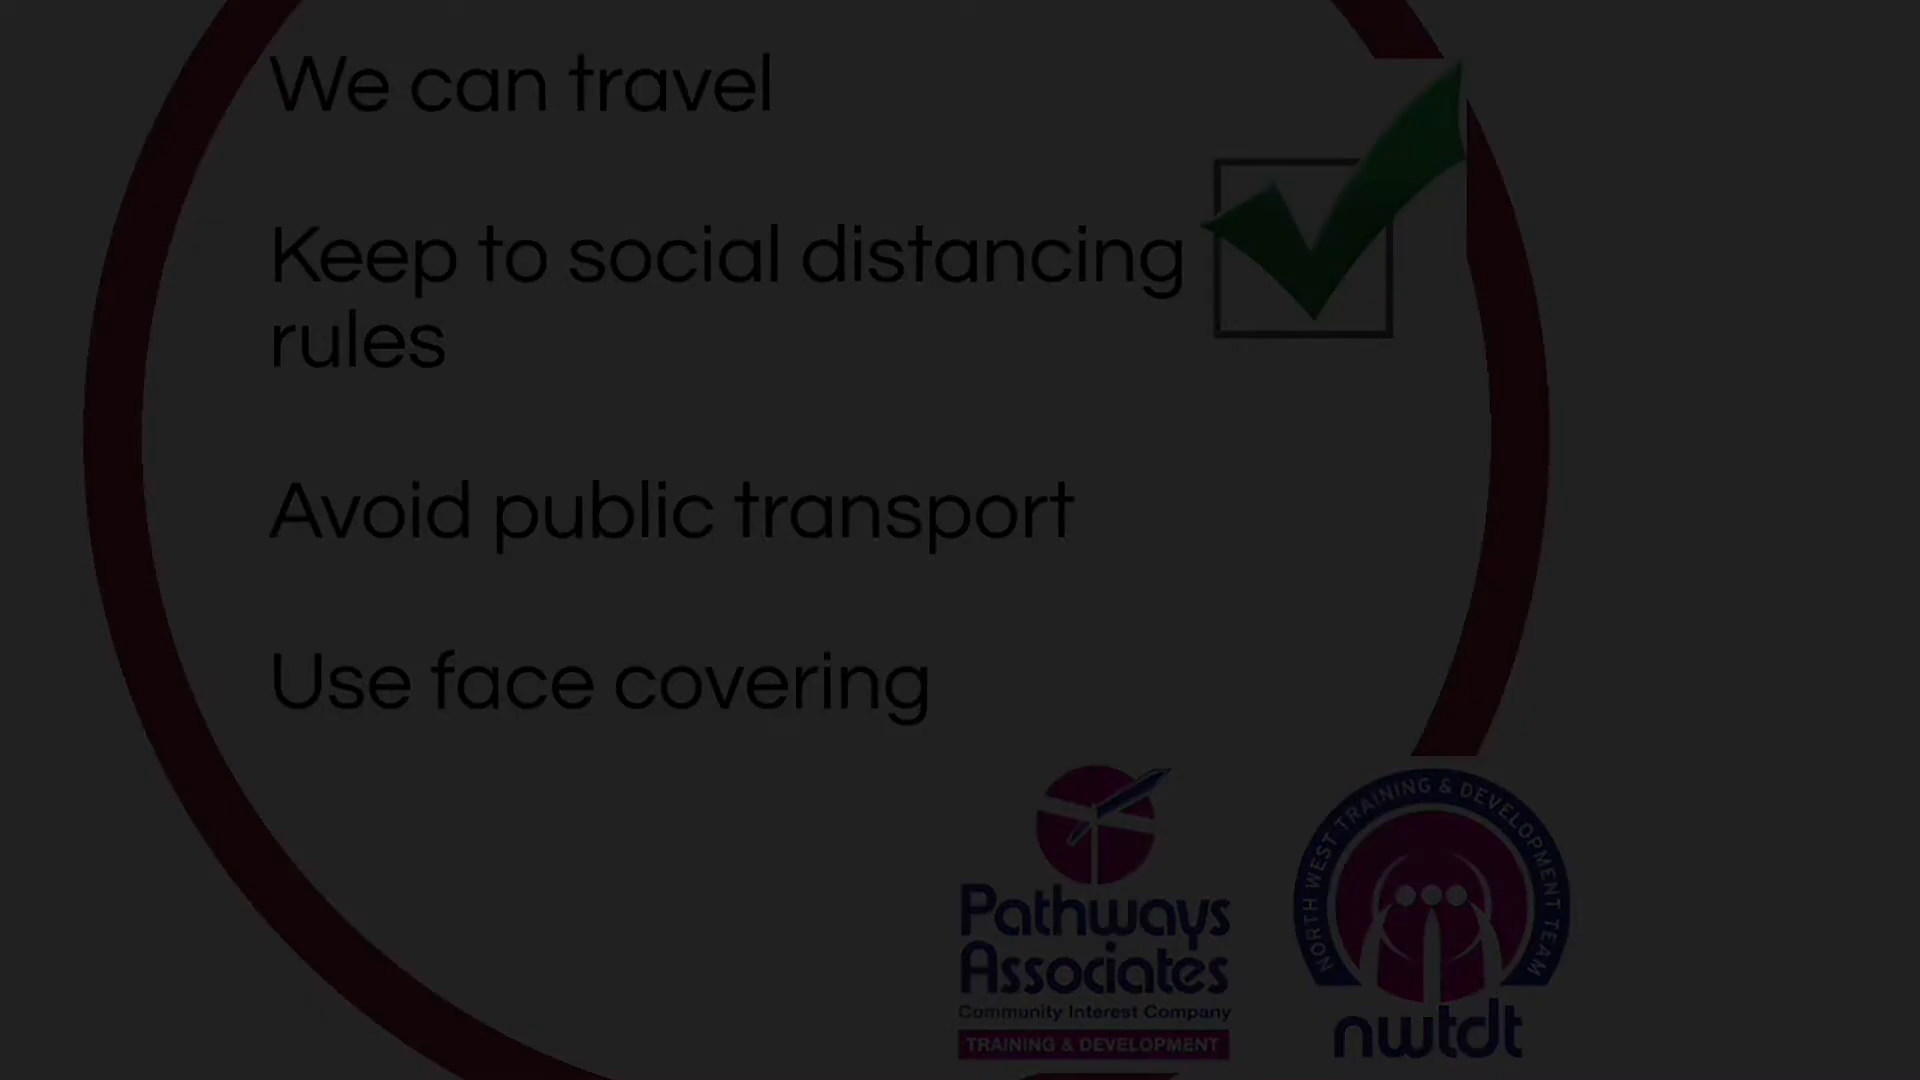 We can travel
Keep to social distancing
rules
Avoid public transport
Use face covering
Pathways
Associates
Community Interest Company
TRAINING & DEVELOPMENT
NORTH WEST TRAINING & DEVELOPMENT TEAM
nwtdt